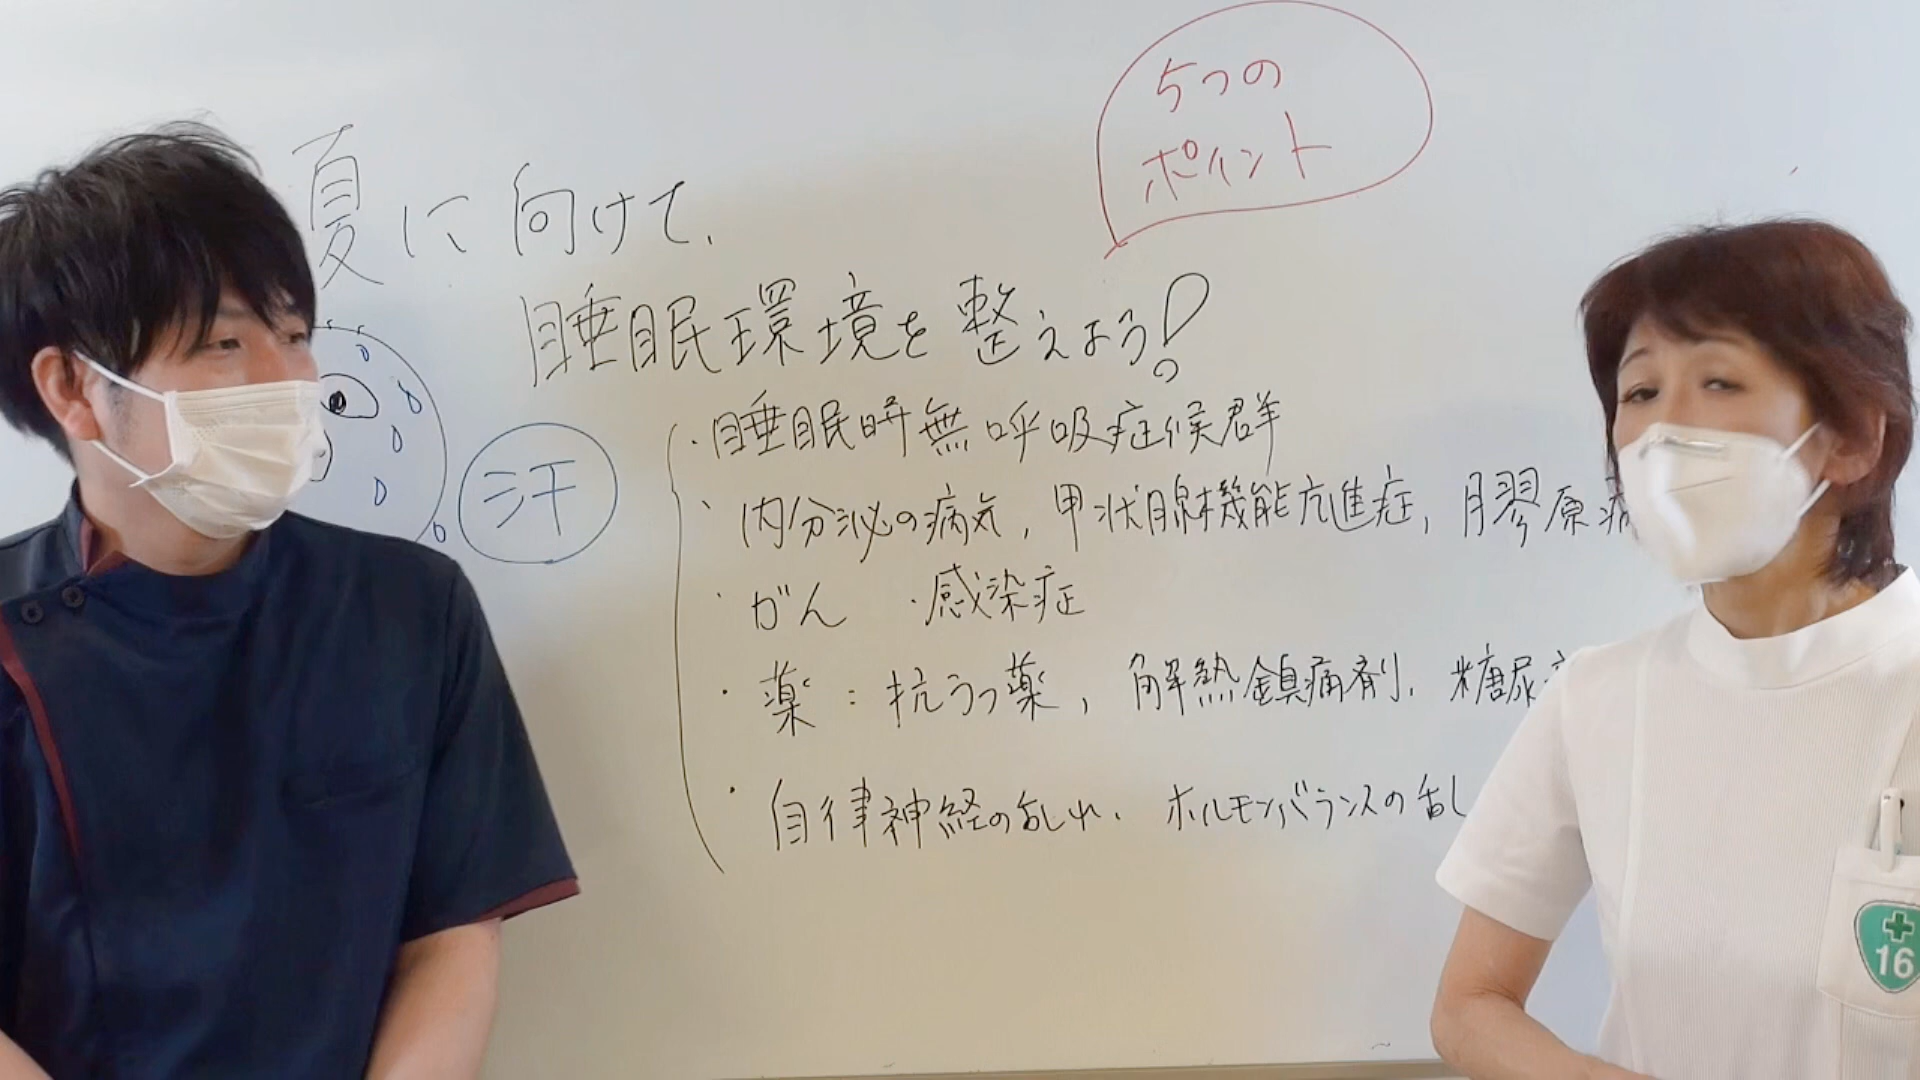 5つの
ポイント
夏に向けて、
睡眠環境を整えよう!
汗
・睡眠時無呼吸症候群
・内分泌の病気, 甲状腺機能亢進症, 膠原病
・がん ・感染症
・薬:抗うつ薬, 解熱鎮痛剤, 糖尿
・自律神経の乱れ, ホルモンバランスの乱
16